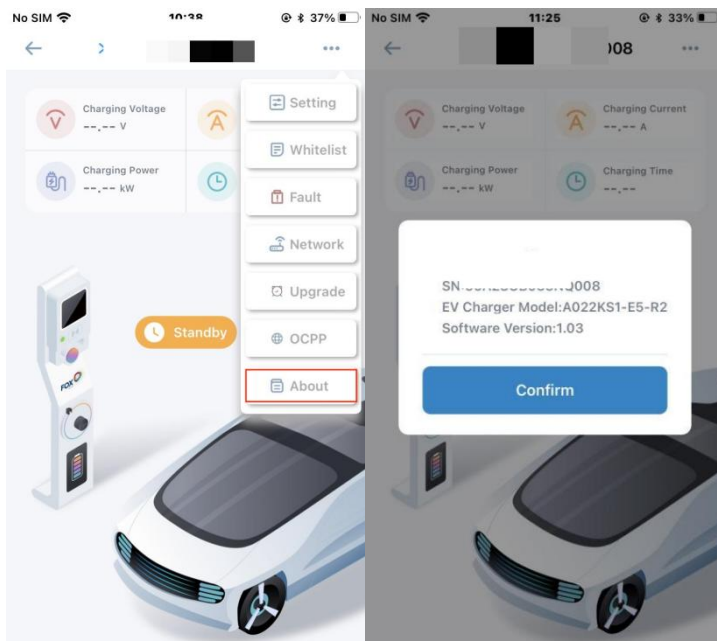 No SIM
10:38
37%
Charging Voltage
--.-- V
Charging Power
--.-- kW
Standby
FOX
Setting
Whitelist
Fault
Network
Upgrade
OCPP
About
No SIM
11:25
33%
008
Charging Voltage
--.-- V
Charging Current
--.-- A
Charging Power
--.-- kW
Charging Time
--.--
EV Charger Model:A022KS1-E5-R2
Software Version:1.03
Confirm